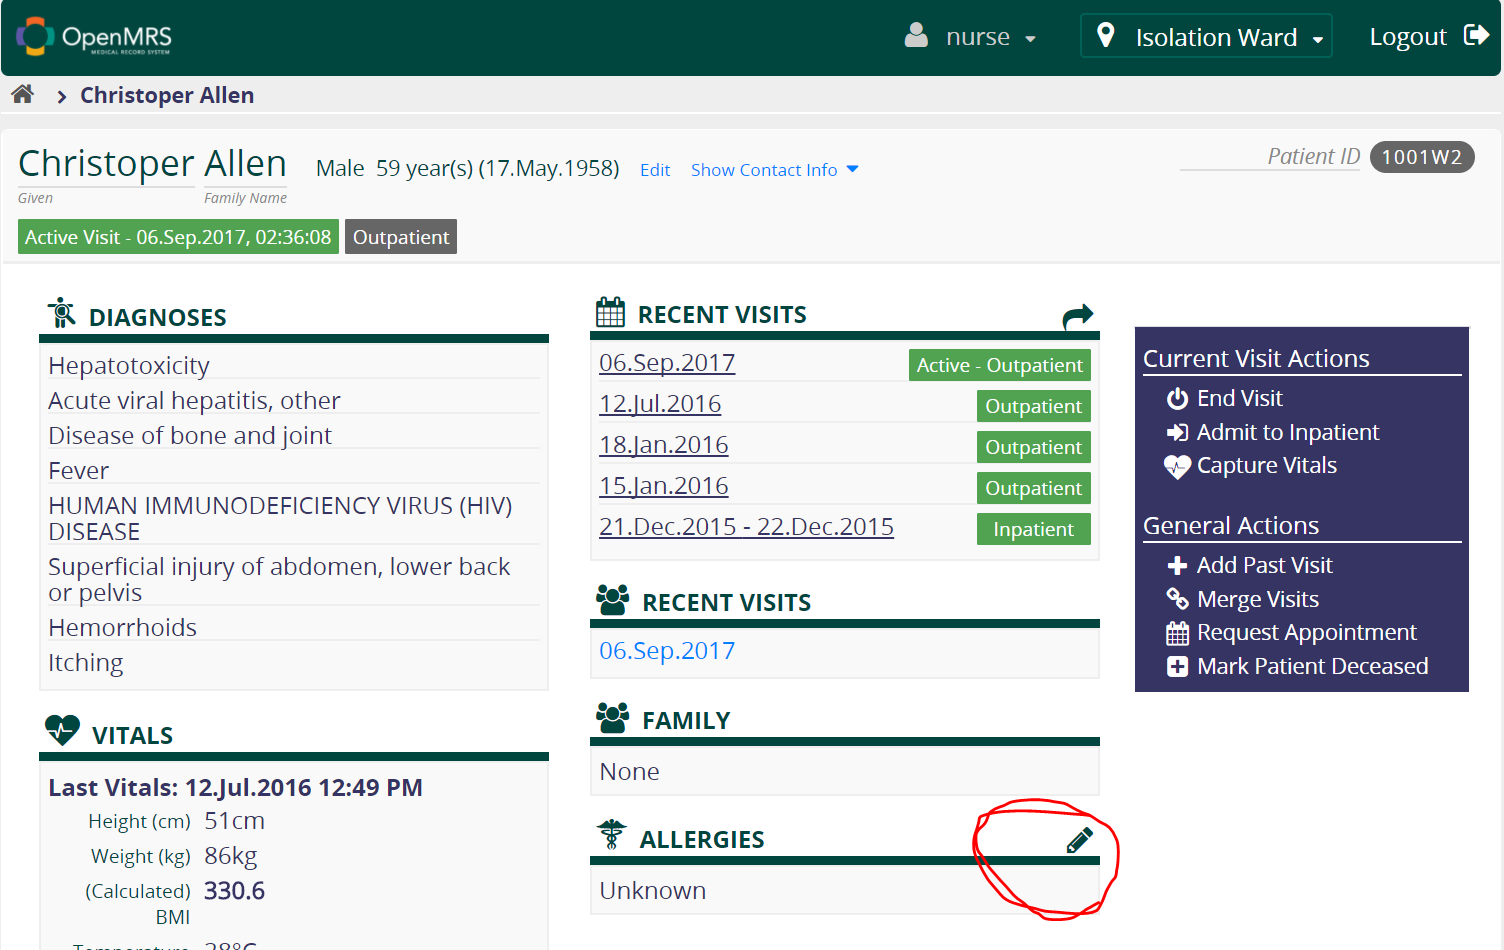 OpenMRS
MEDICAL RECORD SYSTEM
nurse
Isolation Ward
Logout
Christoper Allen
Christoper Allen
Given
Family Name
Male 59 year(s) (17.May.1958) Edit Show Contact Info
Patient ID 1001W2
Active Visit - 06.Sep.2017, 02:36:08 Outpatient
DIAGNOSES
Hepatotoxicity
Acute viral hepatitis, other
Disease of bone and joint
Fever
HUMAN IMMUNODEFICIENCY VIRUS (HIV)
DISEASE
Superficial injury of abdomen, lower back
or pelvis
Hemorrhoids
Itching
VITALS
Last Vitals: 12.Jul.2016 12:49 PM
Height (cm) 51cm
Weight (kg) 86kg
(Calculated) 330.6
BMI
Temperature 38°C
RECENT VISITS
06.Sep.2017 Active - Outpatient
12.Jul.2016 Outpatient
18.Jan.2016 Outpatient
15.Jan.2016 Outpatient
21.Dec.2015 - 22.Dec.2015 Inpatient
RECENT VISITS
06.Sep.2017
FAMILY
None
ALLERGIES
Unknown
Current Visit Actions
End Visit
Admit to Inpatient
Capture Vitals
General Actions
Add Past Visit
Merge Visits
Request Appointment
Mark Patient Deceased